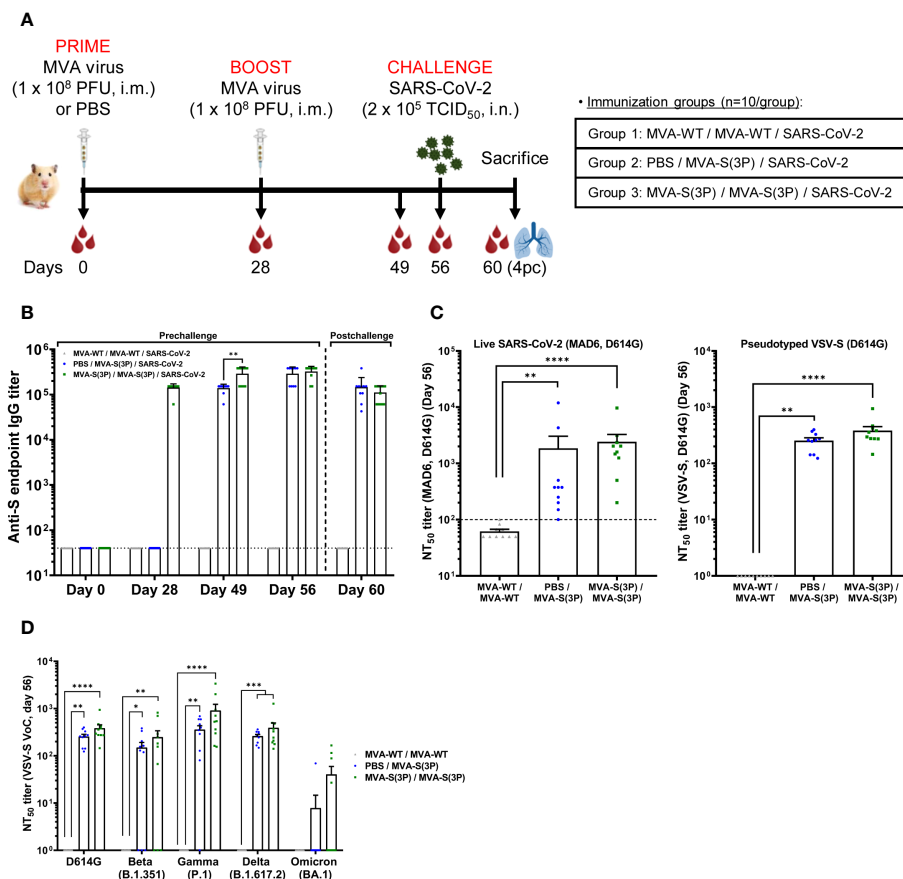 A
PRIME
MVA virus
(1 x 10⁸ PFU, i.m.)
or PBS
BOOST
MVA virus
(1 x 10⁸ PFU, i.m.)
CHALLENGE
SARS-CoV-2
(2 x 10⁵ TCID₅₀, i.n.)
Sacrifice
Days 0 28 49 56 60 (4pc)
• Immunization groups (n=10/group):
Group 1: MVA-WT / MVA-WT / SARS-CoV-2
Group 2: PBS / MVA-S(3P) / SARS-CoV-2
Group 3: MVA-S(3P) / MVA-S(3P) / SARS-CoV-2
B
Prechallenge Postchallenge
MVA-WT / MVA-WT / SARS-CoV-2
PBS / MVA-S(3P) / SARS-CoV-2
MVA-S(3P) / MVA-S(3P) / SARS-CoV-2
**
Anti-S endpoint IgG titer
10⁶
10⁵
10⁴
10³
10²
10¹
Day 0 Day 28 Day 49 Day 56 Day 60
C
Live SARS-CoV-2 (MAD6, D614G)
NT₅₀ titer (MAD6, D614G) (Day 56)
10⁵
10⁴
10³
10²
10¹
****
**
MVA-WT / MVA-WT
PBS / MVA-S(3P)
MVA-S(3P) / MVA-S(3P)
Pseudotyped VSV-S (D614G)
NT₅₀ titer (VSV-S, D614G) (Day 56)
10⁴
10³
10²
10¹
10⁰
****
**
MVA-WT / MVA-WT
PBS / MVA-S(3P)
MVA-S(3P) / MVA-S(3P)
D
NT₅₀ titer (VSV-S VoC, day 56)
10⁴
10³
10²
10¹
10⁰
****
**
**
*
****
**
***
D614G
Beta
(B.1.351)
Gamma
(P.1)
Delta
(B.1.617.2)
Omicron
(BA.1)
MVA-WT / MVA-WT
PBS / MVA-S(3P)
MVA-S(3P) / MVA-S(3P)